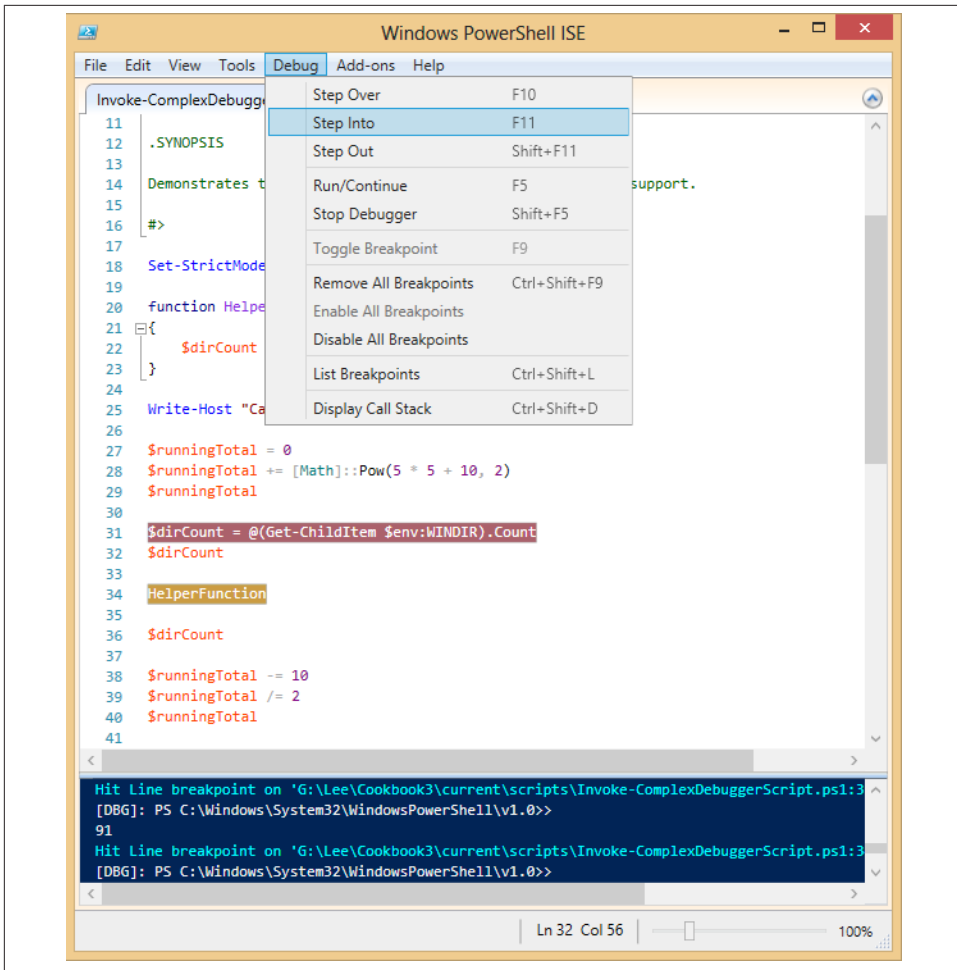 Windows PowerShell ISE
File Edit View Tools Debug Add-ons Help
Invoke-ComplexDebugge
Step Over F10
Step Into F11
Step Out Shift+F11
Run/Continue F5
Stop Debugger Shift+F5
Toggle Breakpoint F9
Remove All Breakpoints Ctrl+Shift+F9
Enable All Breakpoints
Disable All Breakpoints
List Breakpoints Ctrl+Shift+L
Display Call Stack Ctrl+Shift+D
11
12 .SYNOPSIS
13
14 Demonstrates t support.
15
16 #>
17
18 Set-StrictMode
19
20 function Helpe
21 {
22 $dirCount
23 }
24
25 Write-Host "Ca
26
27 $runningTotal = 0
28 $runningTotal += [Math]::Pow(5 * 5 + 10, 2)
29 $runningTotal
30
31 $dirCount = @(Get-ChildItem $env:WINDIR).Count
32 $dirCount
33
34 HelperFunction
35
36 $dirCount
37
38 $runningTotal -= 10
39 $runningTotal /= 2
40 $runningTotal
41
Hit Line breakpoint on 'G:\Lee\Cookbook3\current\scripts\Invoke-ComplexDebuggerScript.ps1:3
[DBG]: PS C:\Windows\System32\WindowsPowerShell\v1.0>>
91
Hit Line breakpoint on 'G:\Lee\Cookbook3\current\scripts\Invoke-ComplexDebuggerScript.ps1:3
[DBG]: PS C:\Windows\System32\WindowsPowerShell\v1.0>>
Ln 32 Col 56 100%